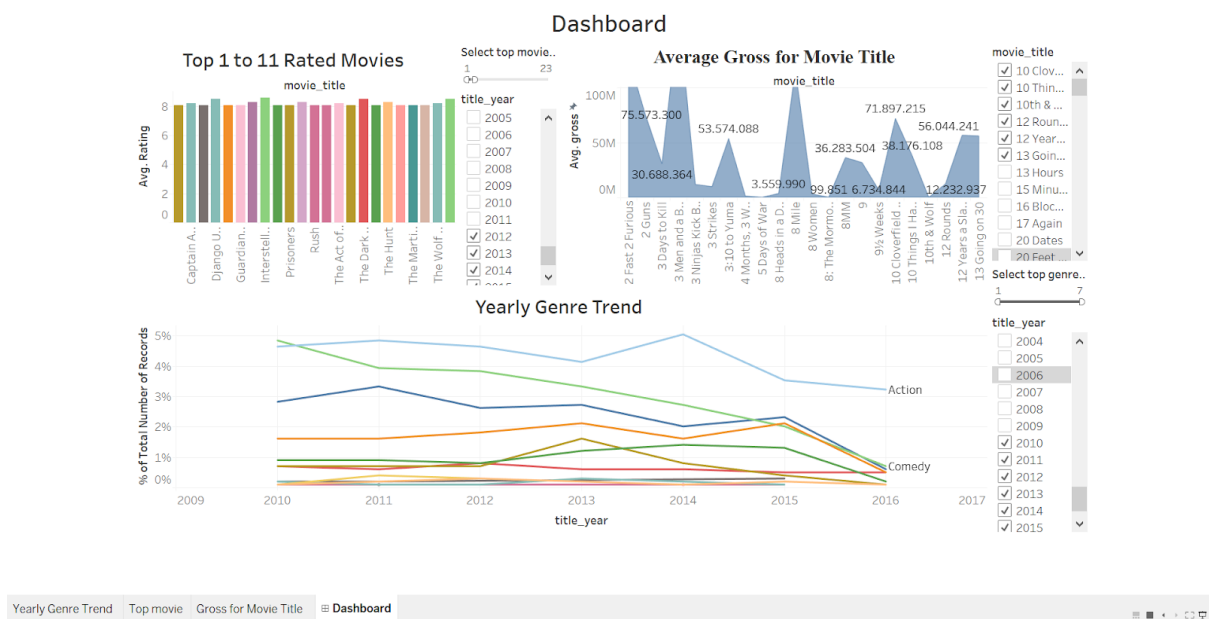 Dashboard
Top 1 to 11 Rated Movies
movie_title
Avg. Rating
8
6
4
2
0
Captain A..
Django U..
Guardian..
Interstell..
Prisoners
Rush
The Act of..
The Dark ..
The Hunt
The Marti..
The Wolf ..
Select top movie..
1 23
title_year
2005
2006
2007
2008
2009
2010
2011
2012
2013
2014
Average Gross for Movie Title
movie_title
Avg. gross
100M
50M
0M
75.573.300
30.688.364
53.574.088
3.559.990
99.851
36.283.504
6.734.844
71.897.215
38.176.108
12.232.937
56.044.241
2 Fast 2 Furious
2 Guns
3 Days to Kill
3 Men and a B..
3 Ninjas Kick B..
3 Strikes
3:10 to Yuma
4 Months, 3 W..
5 Days of War
8 Heads in a D..
8 Mile
8 Women
8: The Mormo..
8MM
9
9½ Weeks
10 Cloverfield ..
10 Things I Ha..
10th & Wolf
12 Rounds
12 Years a Sla..
13 Going on 30
movie_title
10 Clov...
10 Thin...
10th & ...
12 Roun...
12 Year...
13 Goin...
13 Hours
15 Minu...
16 Bloc...
17 Again
20 Dates
20 Feet ...
Select top genre..
1 7
title_year
2004
2005
2006
2007
2008
2009
2010
2011
2012
2013
2014
2015
Yearly Genre Trend
% of Total Number of Records
5%
4%
3%
2%
1%
0%
Action
Comedy
2009 2010 2011 2012 2013 2014 2015 2016 2017
title_year
Yearly Genre Trend Top movie Gross for Movie Title Dashboard